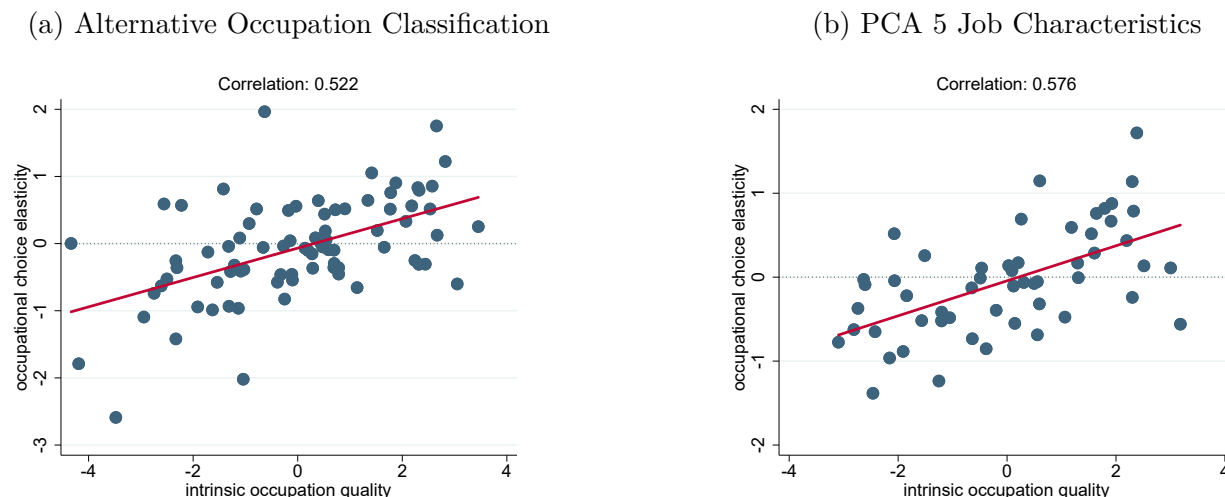 (a) Alternative Occupation Classification
Correlation: 0.522
occupational choice elasticity
2
1
0
-1
-2
-3
-4
-2
0
2
4
intrinsic occupation quality
(b) PCA 5 Job Characteristics
Correlation: 0.576
occupational choice elasticity
2
1
0
-1
-2
-4
-2
0
2
4
intrinsic occupation quality